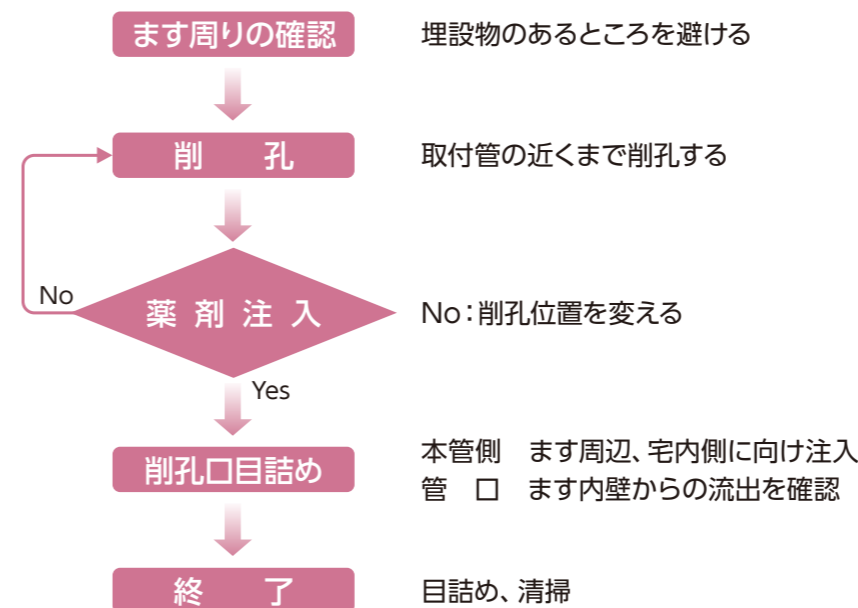 ます周りの確認 埋設物のあるところを避ける
削 孔 取付管の近くまで削孔する
No
薬剤注入 No：削孔位置を変える
Yes
削孔口目詰め
本管側 ます周辺、宅内側に向け注入
管 口 ます内壁からの流出を確認
終 了 目詰め、清掃